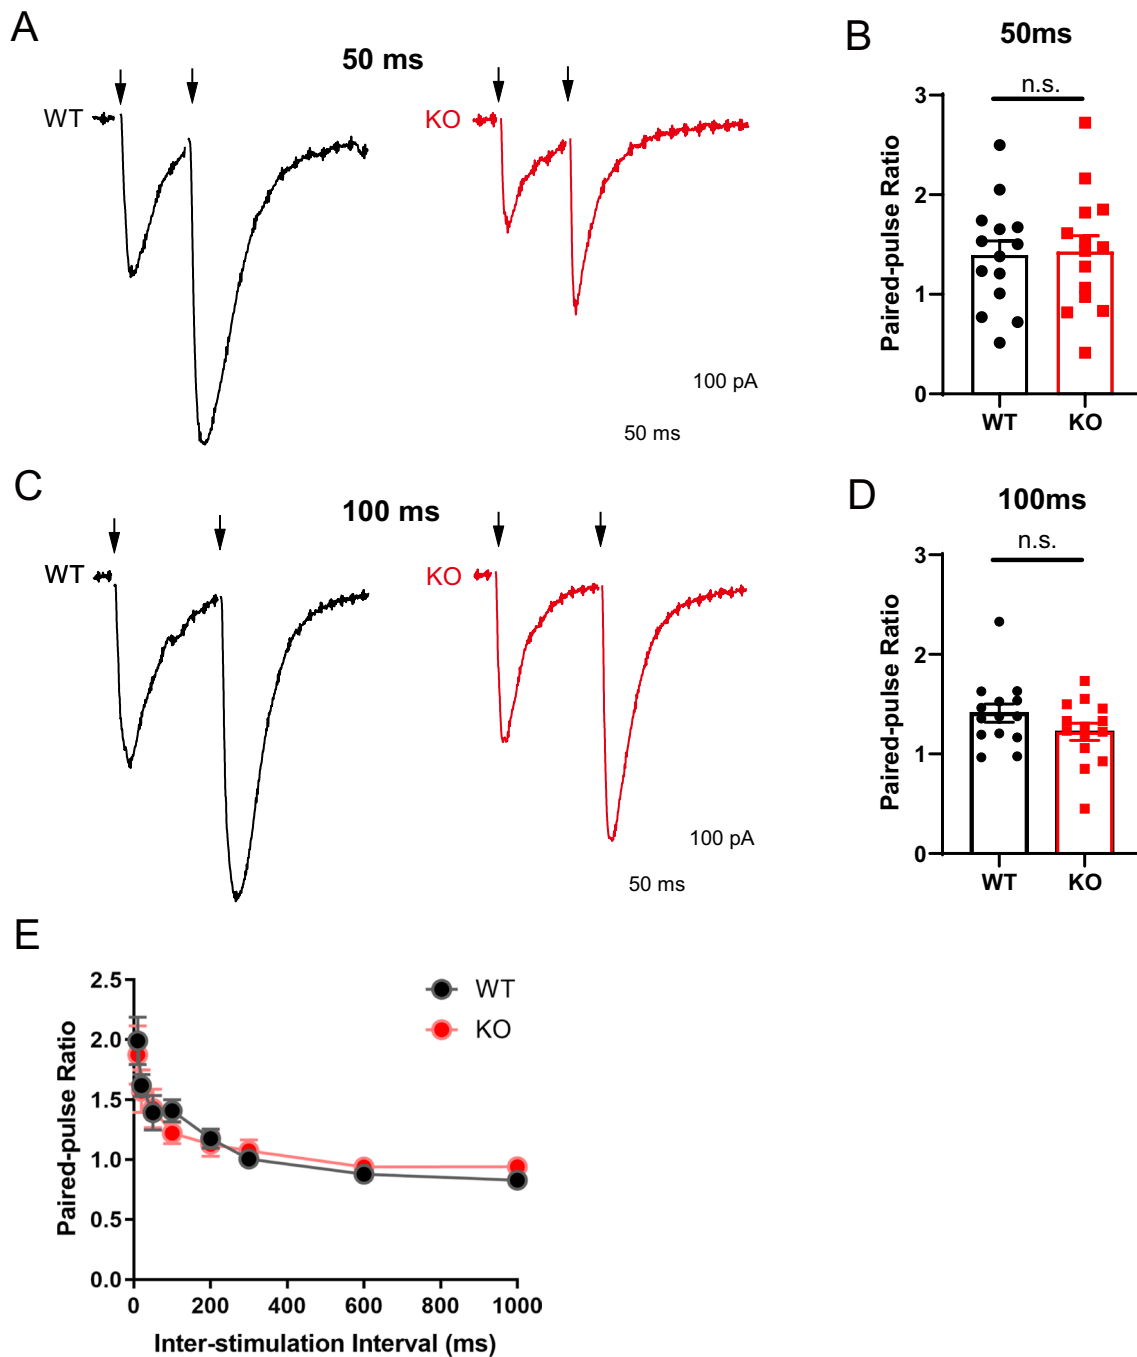 A
50 ms
WT
KO
100 pA
50 ms
B
50ms
n.s.
Paired-pulse Ratio
3
2
1
0
WT
KO
C
100 ms
WT
KO
100 pA
50 ms
D
100ms
n.s.
Paired-pulse Ratio
3
2
1
0
WT
KO
E
Paired-pulse Ratio
2.5
2.0
1.5
1.0
0.5
0.0
0
200
400
600
800
1000
Inter-stimulation Interval (ms)
WT
KO